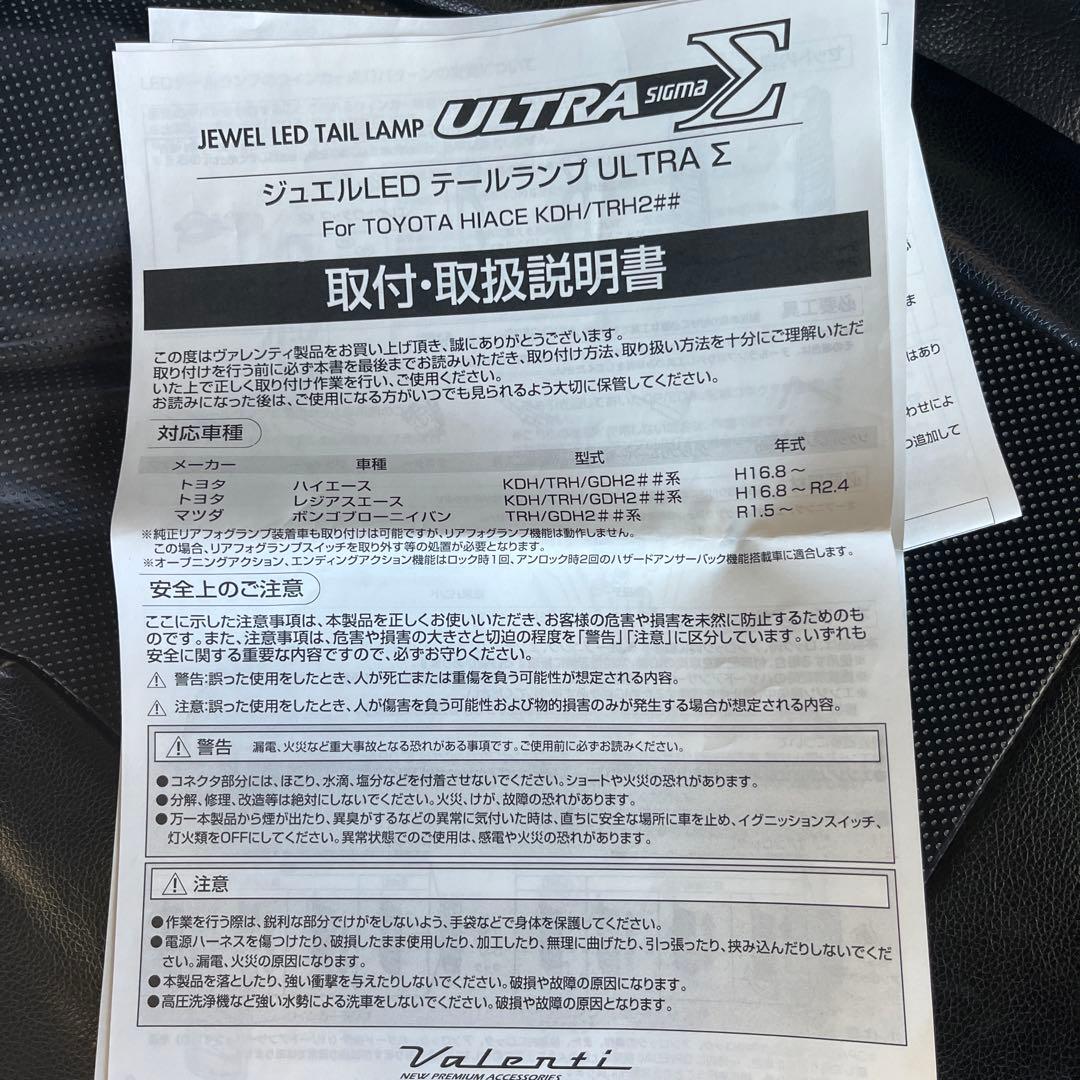 JEWEL LED TAIL LAMP ULTRA SIGMA Σ
ジュエルLED テールランプ ULTRA Σ
For TOYOTA HIACE KDH/TRH2##
取付・取扱説明書
この度はヴァレンティ製品をお買い上げ頂き、誠にありがとうございます。
取り付けを行う前に必ず本書を最後までお読みいただき、取り付け方法、取り扱い方法を十分にご理解いただ
いた上で正しく取り付け作業を行い、ご使用ください。
お読みになった後は、ご使用になる方がいつでも見られるよう大切に保管してください。
対応車種
メーカー 車種 型式 年式
トヨタ ハイエース KDH/TRH/GDH2##系 H16.8～
トヨタ レジアスエース KDH/TRH/GDH2##系 H16.8～R2.4
マツダ ボンゴブローニイバン TRH/GDH2##系 R1.5～
※純正リアフォグランプ装着車も取り付けは可能ですが、リアフォグランプ機能は動作しません。
この場合、リアフォグランプスイッチを取り外す等の処置が必要となります。
※オープニングアクション、エンディングアクション機能はロック時1回、アンロック時2回のハザードアンサーバック機能搭載車に適合します。
安全上のご注意
ここに示した注意事項は、本製品を正しくお使いいただき、お客様の危害や損害を未然に防止するためのも
のです。また、注意事項は、危害や損害の大きさと切迫の程度を「警告」「注意」に区分しています。いずれも
安全に関する重要な内容ですので、必ずお守りください。
警告:誤った使用をしたとき、人が死亡または重傷を負う可能性が想定される内容。
注意:誤った使用をしたとき、人が傷害を負う可能性および物的損害のみが発生する場合が想定される内容。
警告 漏電、火災など重大事故となる恐れがある事項です。ご使用前に必ずお読みください。
●コネクタ部分には、ほこり、水滴、塩分などを付着させないでください。ショートや火災の恐れがあります。
●分解、修理、改造等は絶対にしないでください。火災、けが、故障の恐れがあります。
●万一本製品から煙が出たり、異臭がするなどの異常に気付いた時は、直ちに安全な場所に車を止め、イグニッションスイッチ、
灯火類をOFFにしてください。異常状態でのご使用は、感電や火災の恐れがあります。
注意
●作業を行う際は、鋭利な部分でけがをしないよう、手袋などで身体を保護してください。
●電源ハーネスを傷つけたり、破損したまま使用したり、加工したり、無理に曲げたり、引っ張ったり、挟み込んだりしないでくだ
さい。漏電、火災の原因になります。
●本製品を落としたり、強い衝撃を与えたりしないでください。破損や故障の原因になります。
●高圧洗浄機など強い水勢による洗車をしないでください。破損や故障の原因となります。
Valenti
NEW PREMIUM ACCESSORIES
ま
はあり
わせによ
追加して